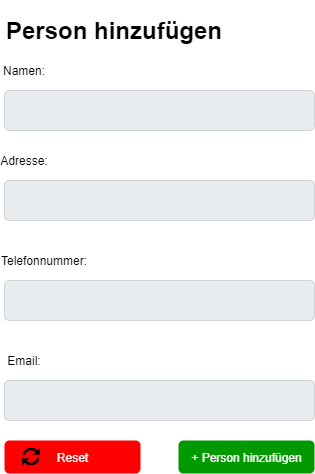 Person hinzufügen
Namen:
Adresse:
Telefonnummer:
Email:
Reset
+ Person hinzufügen